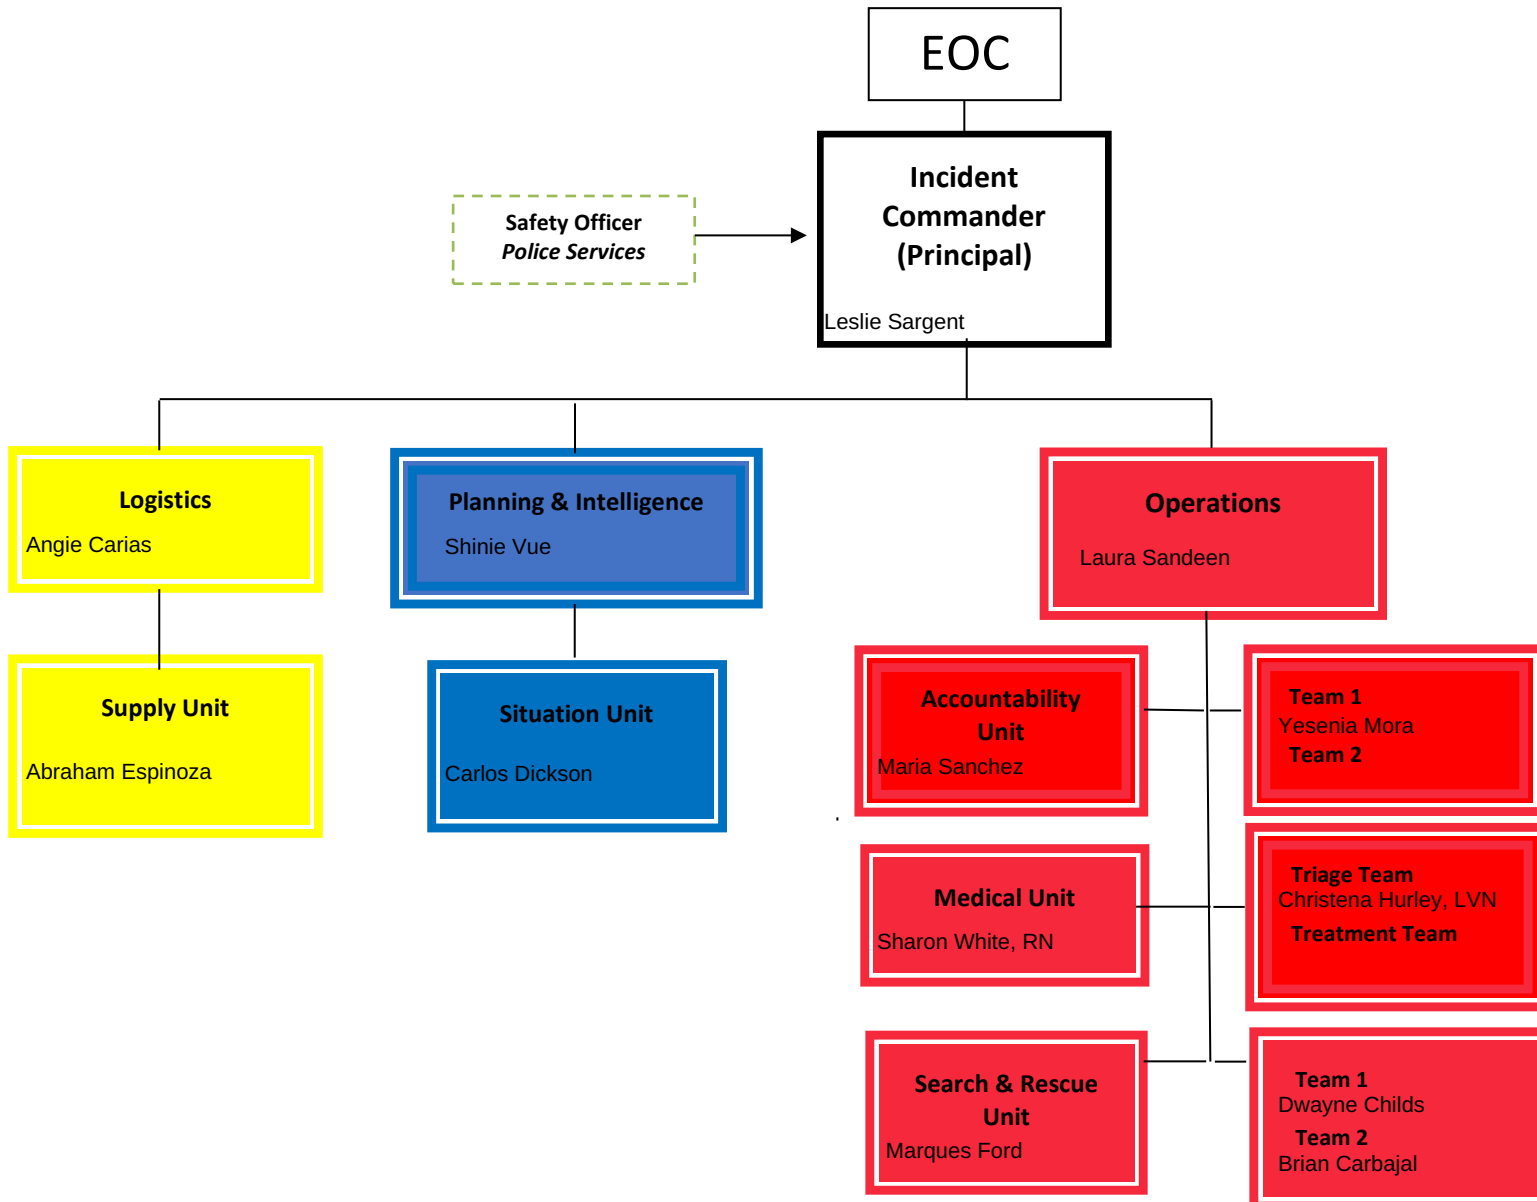 EOC
Incident
Commander
(Principal)
Leslie Sargent
Safety Officer
Police Services
Logistics
Angie Carias
Planning & Intelligence
Shinie Vue
Operations
Laura Sandeen
Supply Unit
Abraham Espinoza
Situation Unit
Carlos Dickson
Accountability
Unit
Maria Sanchez
Team 1
Yesenia Mora
Team 2
Medical Unit
Sharon White, RN
Triage Team
Christena Hurley, LVN
Treatment Team
Search & Rescue
Unit
Marques Ford
Team 1
Dwayne Childs
Team 2
Brian Carbajal